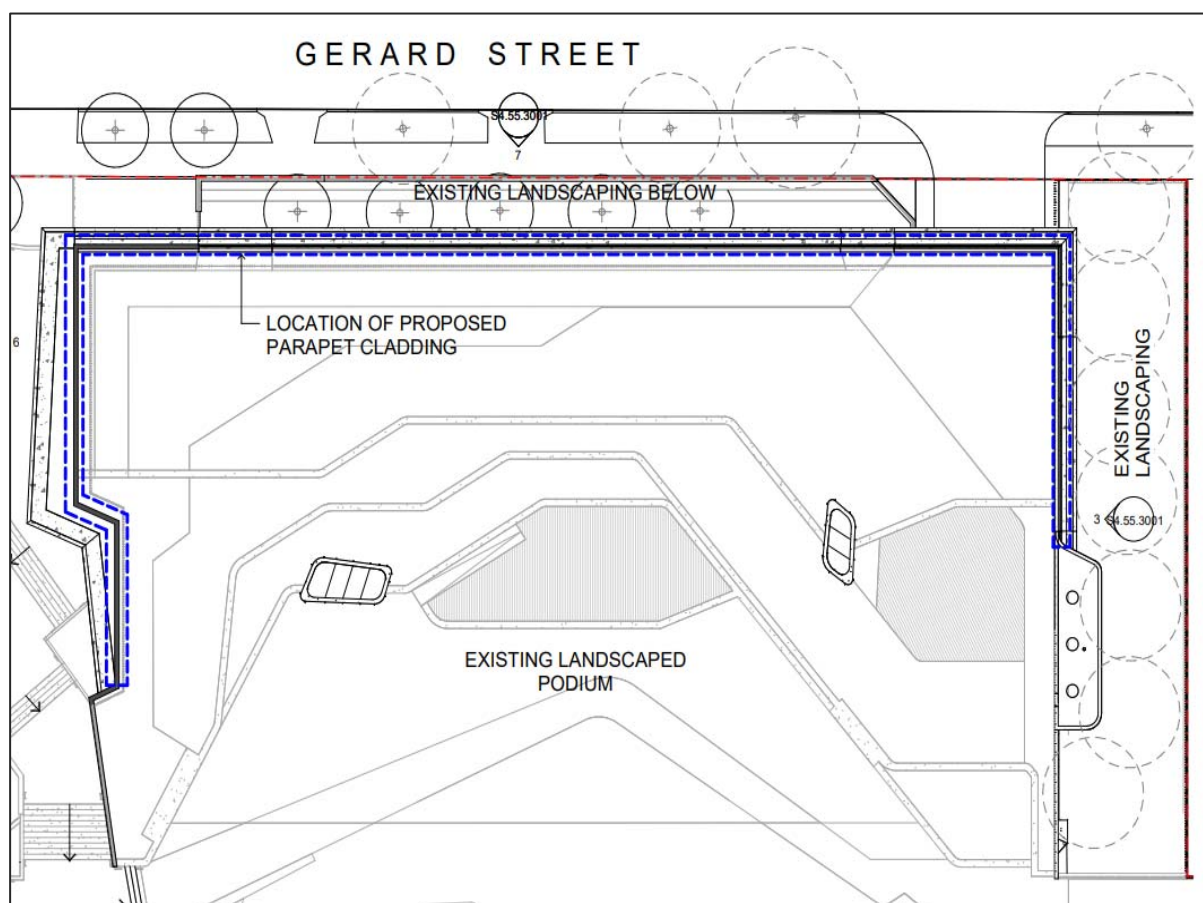 GERARD STREET
S4.55.3001
7
EXISTING LANDSCAPING BELOW
LOCATION OF PROPOSED
PARAPET CLADDING
6
EXISTING
LANDSCAPING
3
S4.55.3001
EXISTING LANDSCAPED
PODIUM